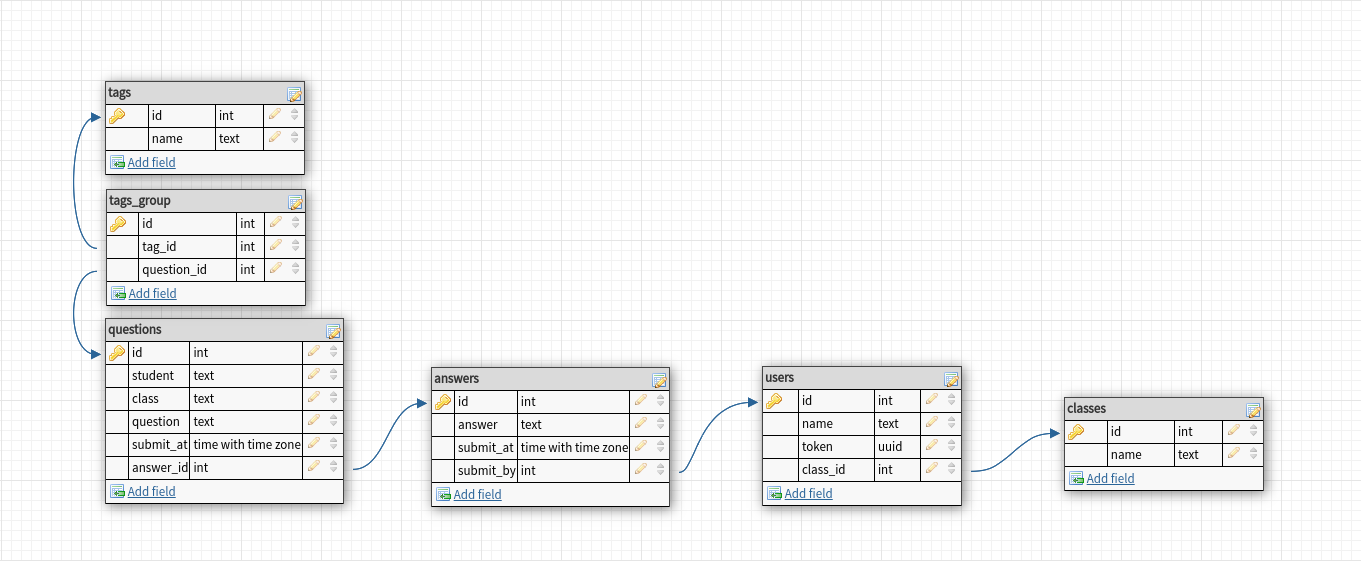 tags
id int
name text
Add field
tags_group
id int
tag_id int
question_id int
Add field
questions
id int
student text
class text
question text
submit_at time with time zone
answer_id int
Add field
answers
id int
answer text
submit_at time with time zone
submit_by int
Add field
users
id int
name text
token uuid
class_id int
Add field
classes
id int
name text
Add field